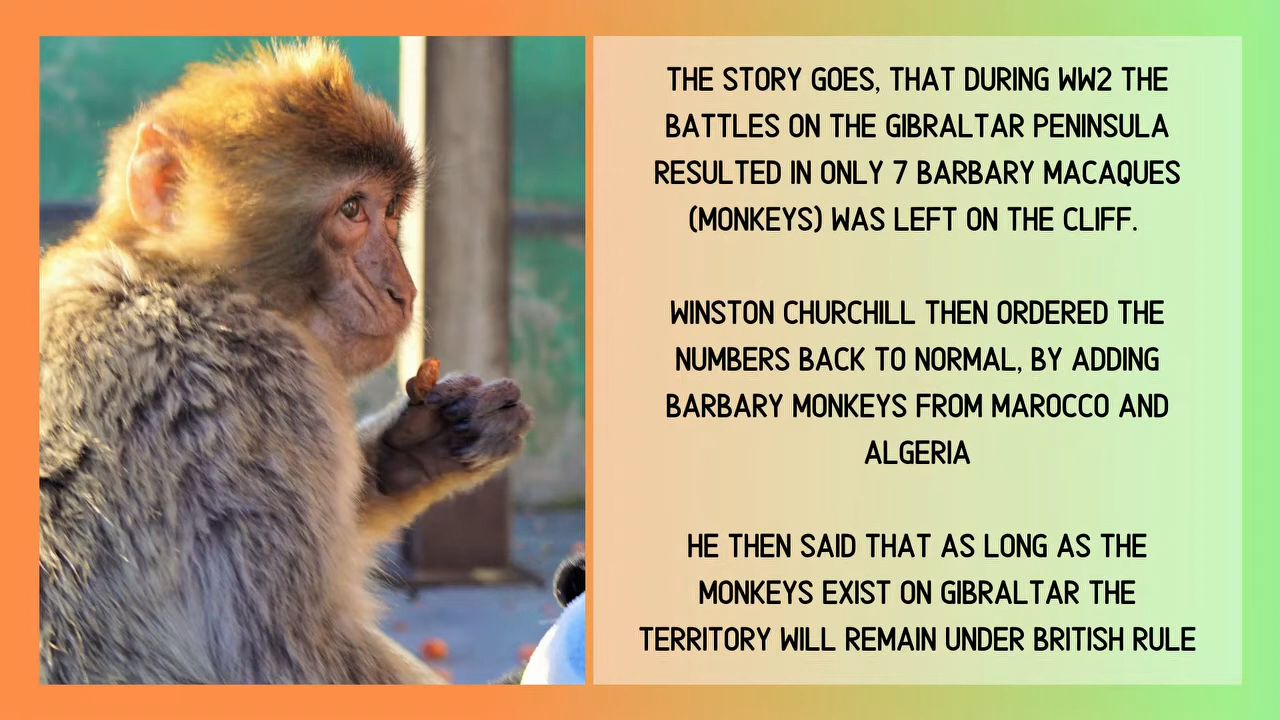 THE STORY GOES, THAT DURING WW2 THE
BATTLES ON THE GIBRALTAR PENINSULA
RESULTED IN ONLY 7 BARBARY MACAQUES
(MONKEYS) WAS LEFT ON THE CLIFF.
WINSTON CHURCHILL THEN ORDERED THE
NUMBERS BACK TO NORMAL, BY ADDING
BARBARY MONKEYS FROM MAROCCO AND
ALGERIA
HE THEN SAID THAT AS LONG AS THE
MONKEYS EXIST ON GIBRALTAR THE
TERRITORY WILL REMAIN UNDER BRITISH RULE